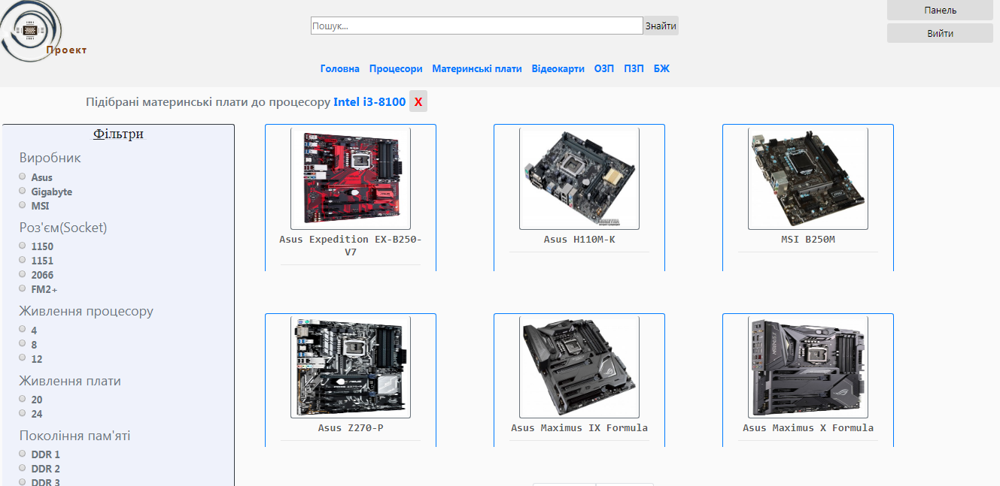 Проект
Пошук...
Знайти
Панель
Вийти
Головна Процесори Материнські плати Відеокарти ОЗП ПЗП БЖ
Підібрані материнські плати до процесору Intel i3-8100 X
Фільтри
Виробник
Asus
Gigabyte
MSI
Роз'єм(Socket)
1150
1151
2066
FM2+
Живлення процесору
4
8
12
Живлення плати
20
24
Покоління пам'яті
DDR 1
DDR 2
DDR 3
Asus Expedition EX-B250-
V7
Asus H110M-K
MSI B250M
Asus Z270-P
Asus Maximus IX Formula
Asus Maximus X Formula